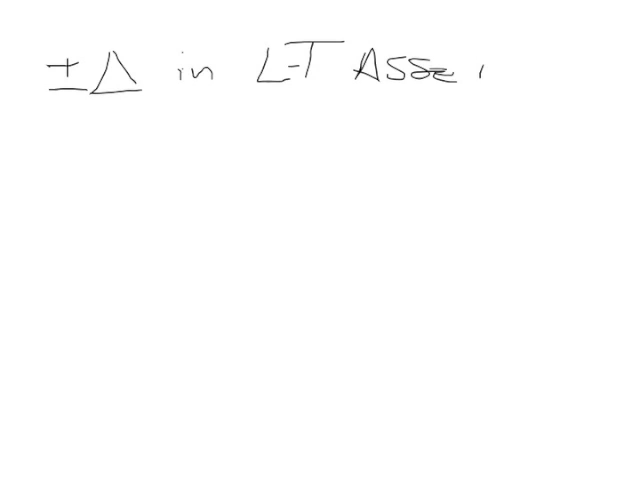 ± Δ in L-T Asse